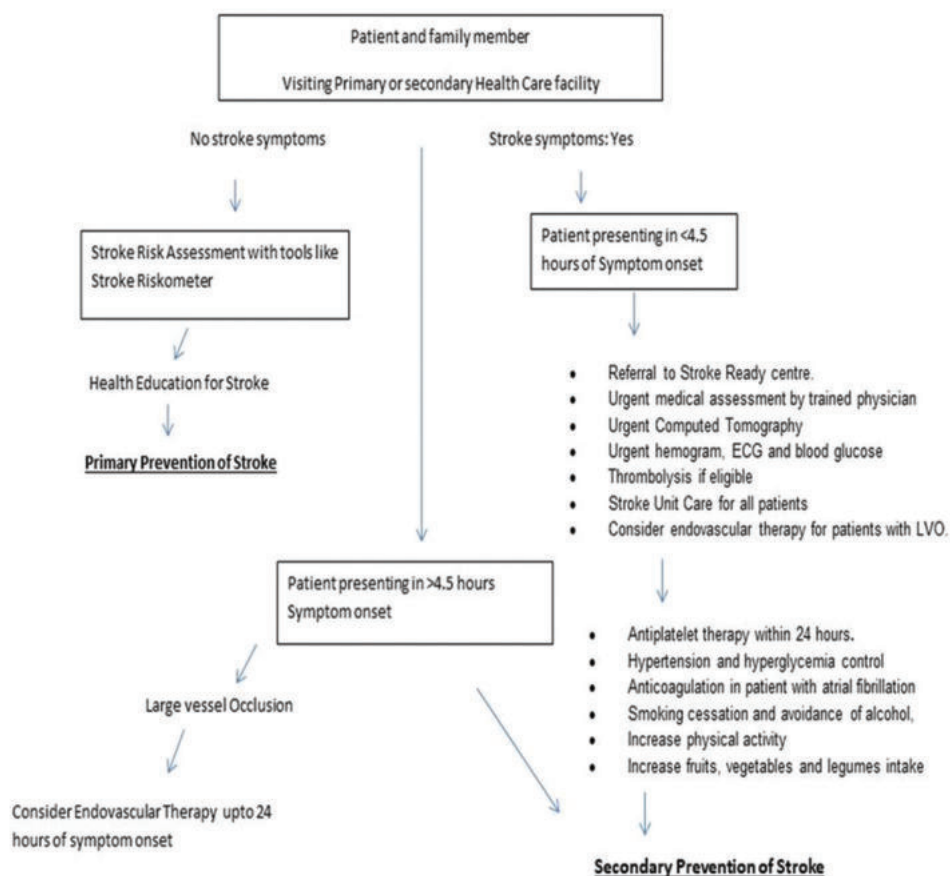 Patient and family member
Visiting Primary or secondary Health Care facility
No stroke symptoms
Stroke symptoms: Yes
Stroke Risk Assessment with tools like
Stroke Riskometer
Patient presenting in <4.5
hours of Symptom onset
Health Education for Stroke
Primary Prevention of Stroke
• Referral to Stroke Ready centre.
• Urgent medical assessment by trained physician
• Urgent Computed Tomography
• Urgent hemogram, ECG and blood glucose
• Thrombolysis if eligible
• Stroke Unit Care for all patients
• Consider endovascular therapy for patients with LVO.
Patient presenting in >4.5 hours
Symptom onset
Large vessel Occlusion
Consider Endovascular Therapy upto 24
hours of symptom onset
• Antiplatelet therapy within 24 hours.
• Hypertension and hyperglycemia control
• Anticoagulation in patient with atrial fibrillation
• Smoking cessation and avoidance of alcohol,
• Increase physical activity
• Increase fruits, vegetables and legumes intake
Secondary Prevention of Stroke